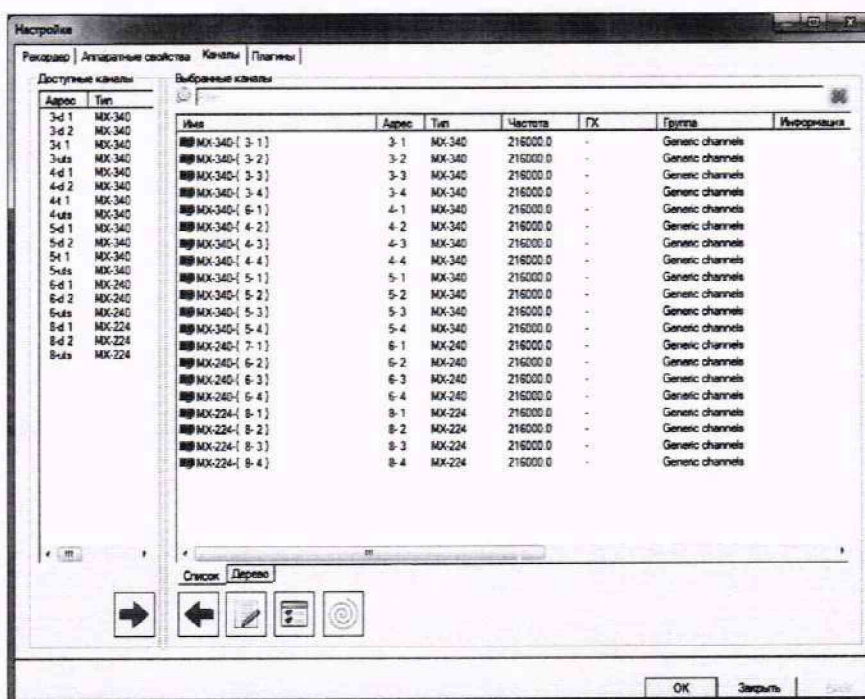 Настройка
Рекордер Аппаратные свойства Каналы Плагины
Доступные каналы
Адрес Тип
3-d 1 MX-340
3-d 2 MX-340
3-t 1 MX-340
3-uts MX-340
4-d 1 MX-340
4-d 2 MX-340
4-t 1 MX-340
4-uts MX-340
5-d 1 MX-340
5-d 2 MX-340
5-t 1 MX-340
5-uts MX-340
6-d 1 MX-240
6-d 2 MX-240
6-uts MX-240
8-d 1 MX-224
8-d 2 MX-224
8-uts MX-224
Выбранные каналы
Имя Адрес Тип Частота ГХ Группа Информация
MX-340-{ 3- 1} 3- 1 MX-340 216000.0 - Generic channels
MX-340-{ 3- 2} 3- 2 MX-340 216000.0 - Generic channels
MX-340-{ 3- 3} 3- 3 MX-340 216000.0 - Generic channels
MX-340-{ 3- 4} 3- 4 MX-340 216000.0 - Generic channels
MX-340-{ 6- 1} 4- 1 MX-340 216000.0 - Generic channels
MX-340-{ 4- 2} 4- 2 MX-340 216000.0 - Generic channels
MX-340-{ 4- 3} 4- 3 MX-340 216000.0 - Generic channels
MX-340-{ 4- 4} 4- 4 MX-340 216000.0 - Generic channels
MX-340-{ 5- 1} 5- 1 MX-340 216000.0 - Generic channels
MX-340-{ 5- 2} 5- 2 MX-340 216000.0 - Generic channels
MX-340-{ 5- 3} 5- 3 MX-340 216000.0 - Generic channels
MX-340-{ 5- 4} 5- 4 MX-340 216000.0 - Generic channels
MX-240-{ 7- 1} 6- 1 MX-240 216000.0 - Generic channels
MX-240-{ 6- 2} 6- 2 MX-240 216000.0 - Generic channels
MX-240-{ 6- 3} 6- 3 MX-240 216000.0 - Generic channels
MX-240-{ 6- 4} 6- 4 MX-240 216000.0 - Generic channels
MX-224-{ 8- 1} 8- 1 MX-224 216000.0 - Generic channels
MX-224-{ 8- 2} 8- 2 MX-224 216000.0 - Generic channels
MX-224-{ 8- 3} 8- 3 MX-224 216000.0 - Generic channels
MX-224-{ 8- 4} 8- 4 MX-224 216000.0 - Generic channels
Список Дерево
OK Закрыть